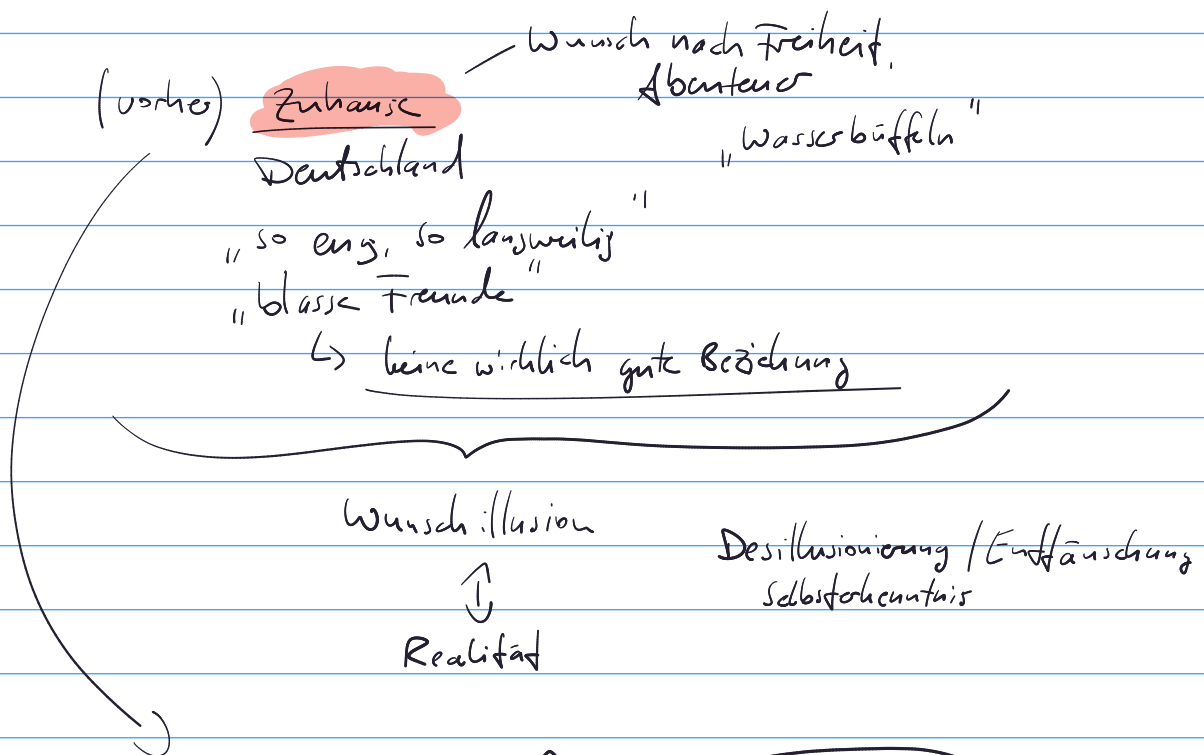 Wunsch nach Freiheit,
Abenteuer
(vorher) Zuhause
„Wasserbüffeln"
Deutschland
„so eng, so langweilig"
„blasse Freunde"
↳ keine wirklich gute Beziehung
Wunschillusion
Desillusionierung / Enttäuschung
Selbsterkenntnis
Realität